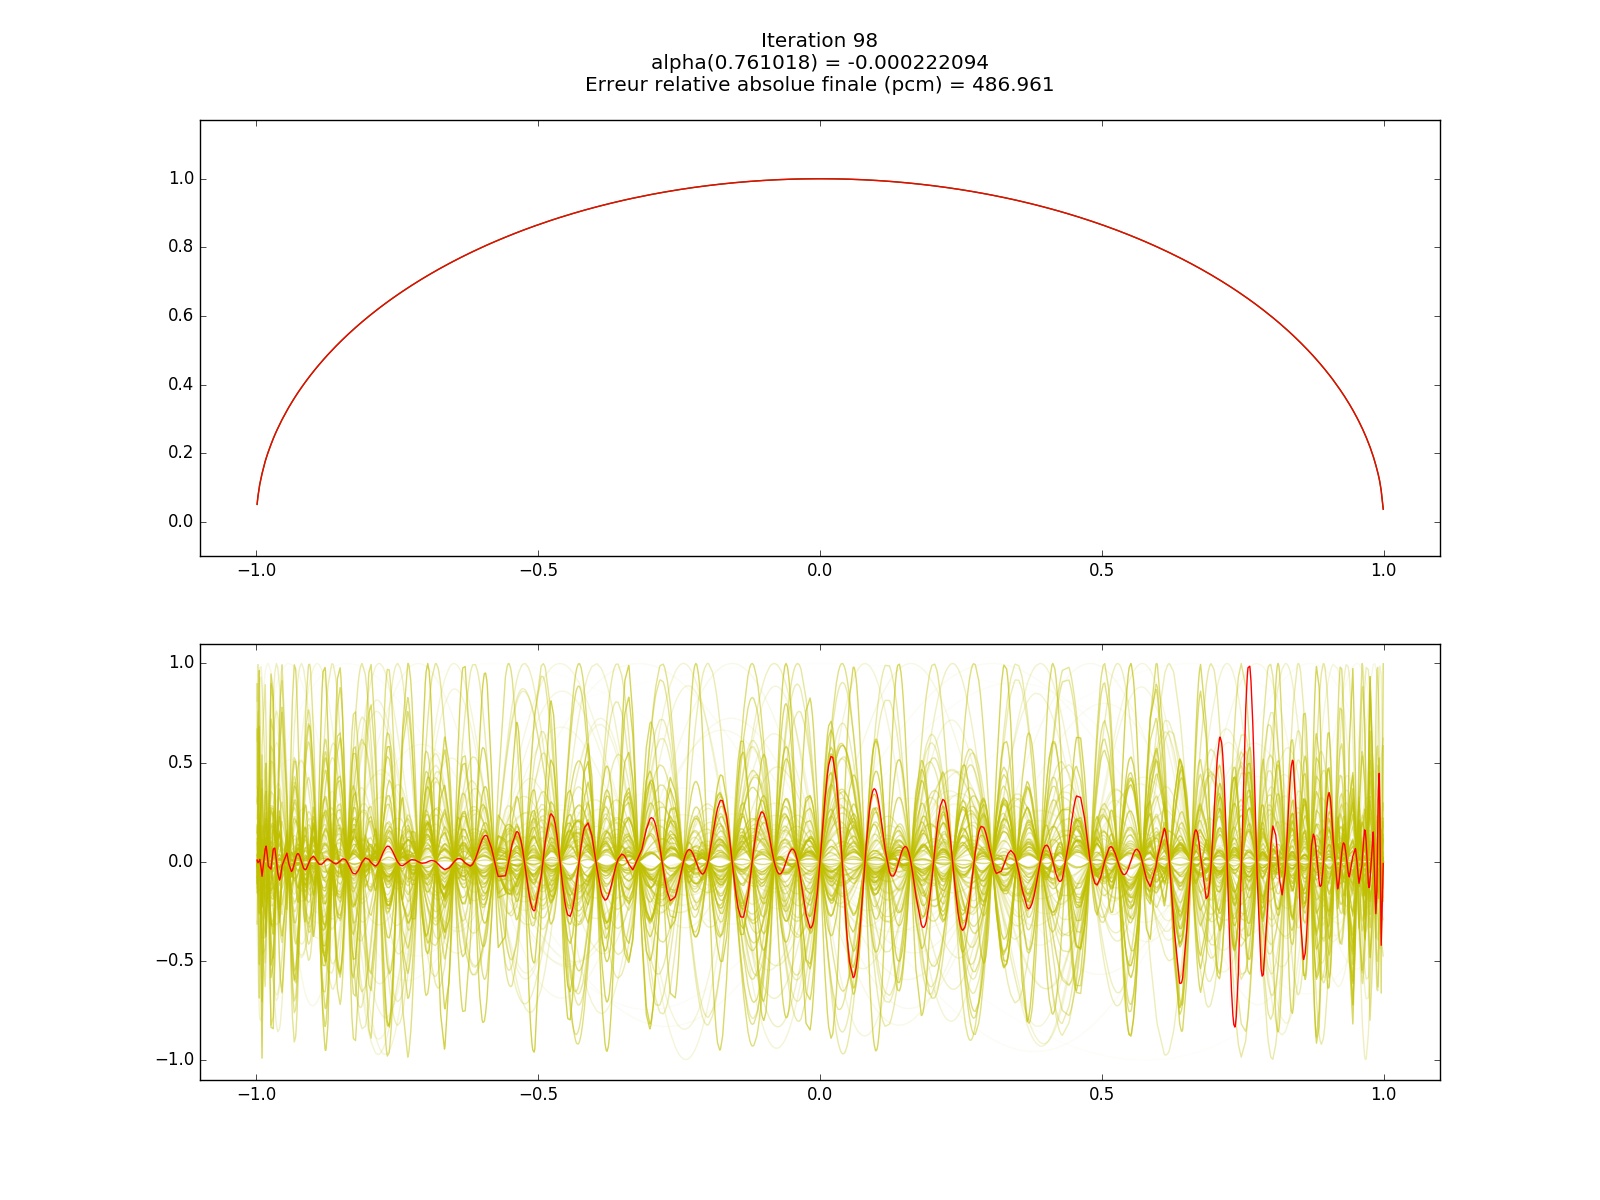 Iteration 98
alpha(0.761018) = -0.000222094
Erreur relative absolue finale (pcm) = 486.961
1.0
0.8
0.6
0.4
0.2
0.0
−1.0 −0.5 0.0 0.5 1.0
1.0
0.5
0.0
−0.5
−1.0
−1.0 −0.5 0.0 0.5 1.0